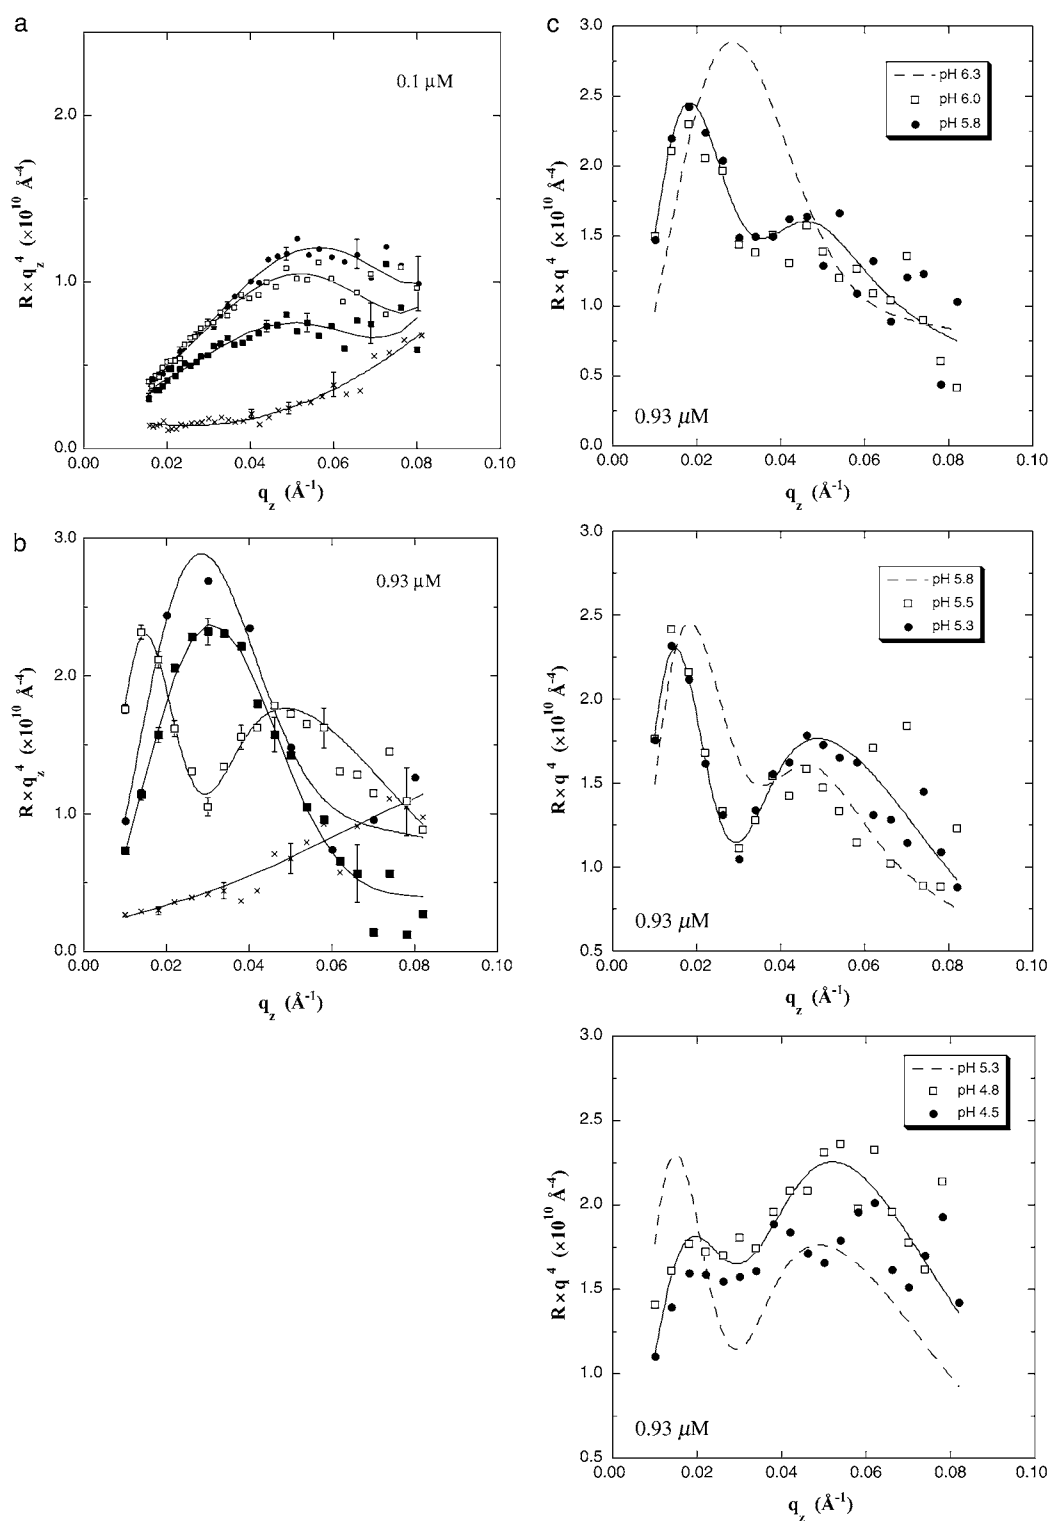 a
0.1 μM
2.0
1.0
0.0
R × q_z^4 (×10^10 Å^-4)
0.00 0.02 0.04 0.06 0.08 0.10
q_z (Å^-1)
b
0.93 μM
3.0
2.0
1.0
0.0
R × q_z^4 (×10^10 Å^-4)
0.00 0.02 0.04 0.06 0.08 0.10
q_z (Å^-1)
c
pH 6.3
pH 6.0
pH 5.8
3.0
2.5
2.0
1.5
1.0
0.5
0.0
R × q^4 (×10^10 Å^-4)
0.93 μM
0.00 0.02 0.04 0.06 0.08 0.10
q_z (Å^-1)
pH 5.8
pH 5.5
pH 5.3
3.0
2.5
2.0
1.5
1.0
0.5
R × q^4 (×10^10 Å^-4)
0.93 μM
0.00 0.02 0.04 0.06 0.08 0.10
q_z (Å^-1)
pH 5.3
pH 4.8
pH 4.5
3.0
2.5
2.0
1.5
1.0
0.5
R × q^4 (×10^10 Å^-4)
0.93 μM
0.00 0.02 0.04 0.06 0.08 0.10
q_z (Å^-1)